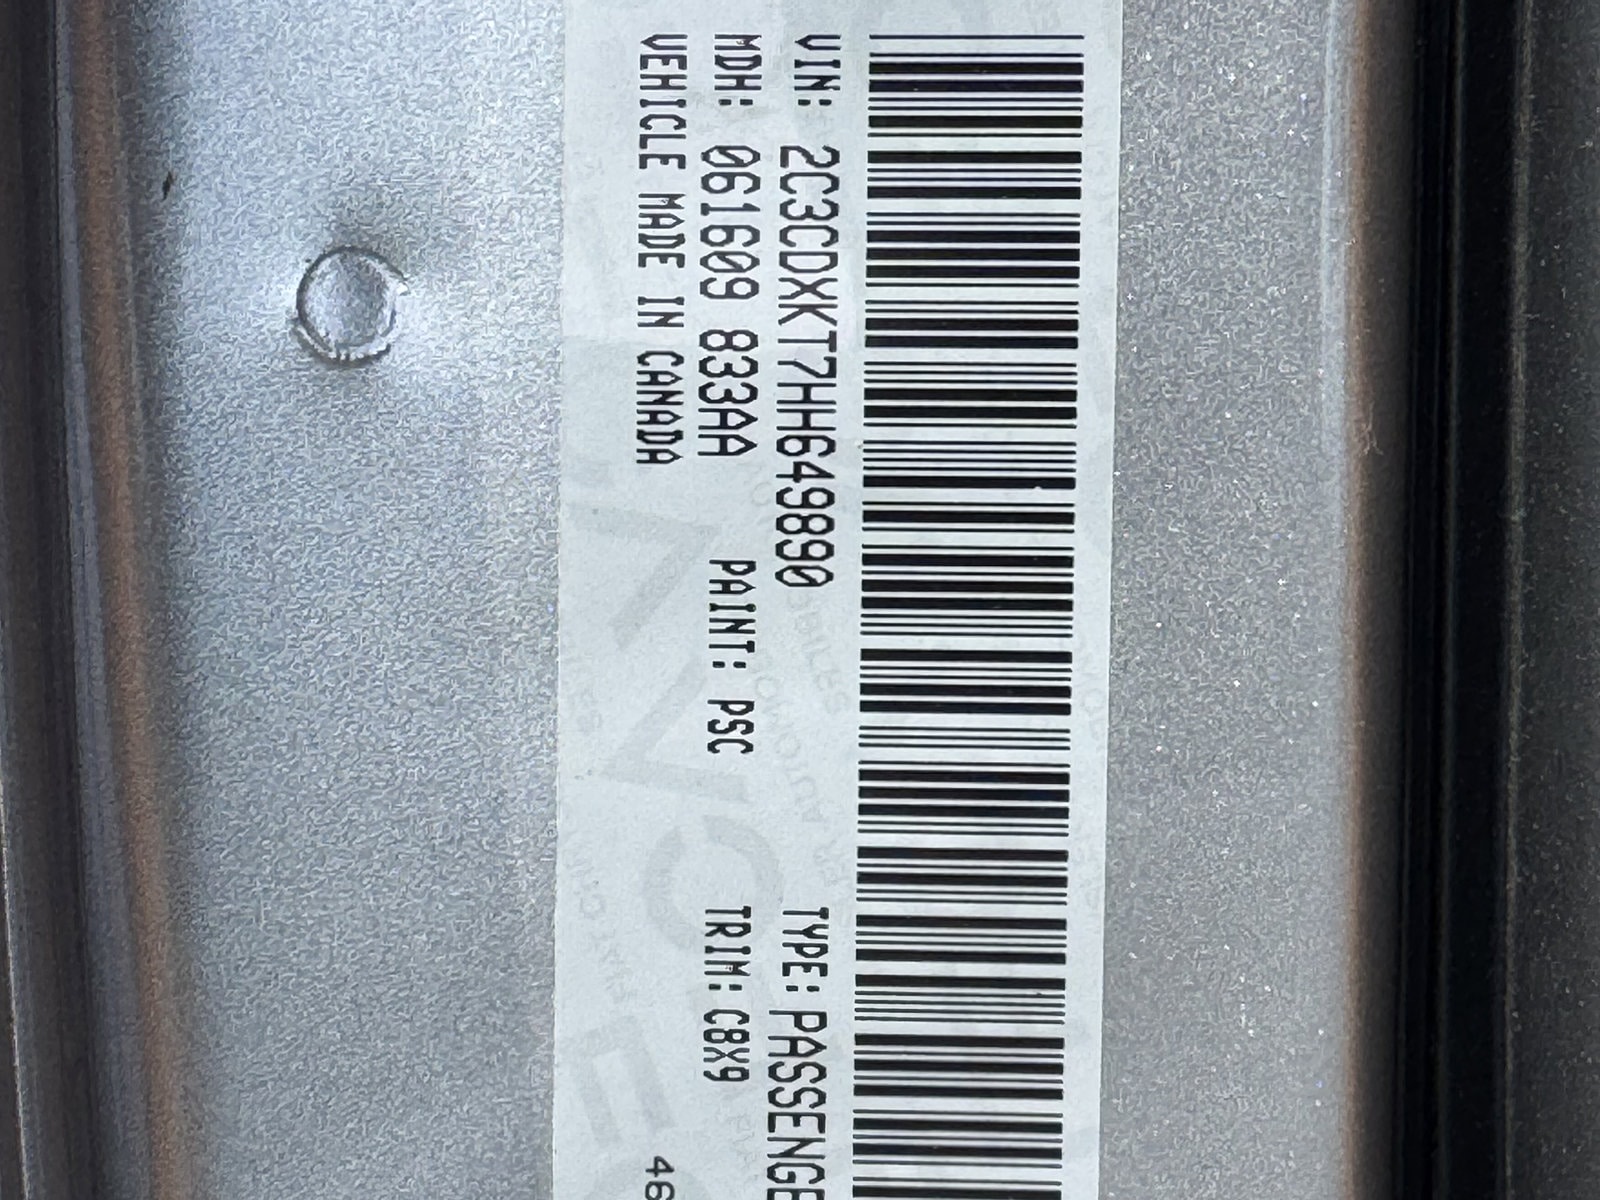 VIN: 2C3CDXKT7HH649890 TYPE: PASSENGE
MDH: 061609 833AA PAINT: PSC TRIM: C8X9
VEHICLE MADE IN CANADA
46